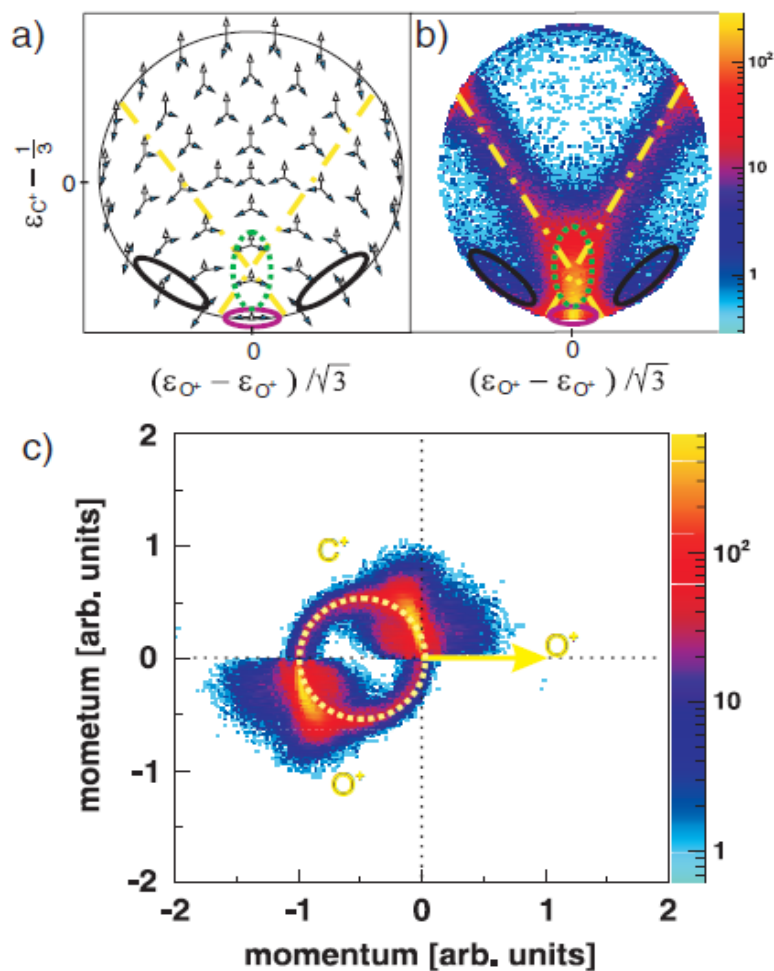 a)
b)
ε_C⁺ − 1/3
0
0
0
10²
10
1
(ε_O⁺ − ε_O⁺) /√3
(ε_O⁺ − ε_O⁺) /√3
c)
2
1
0
-1
-2
mometum [arb. units]
C⁺
O⁺
O⁺
10²
10
1
-2
-1
0
1
2
momentum [arb. units]